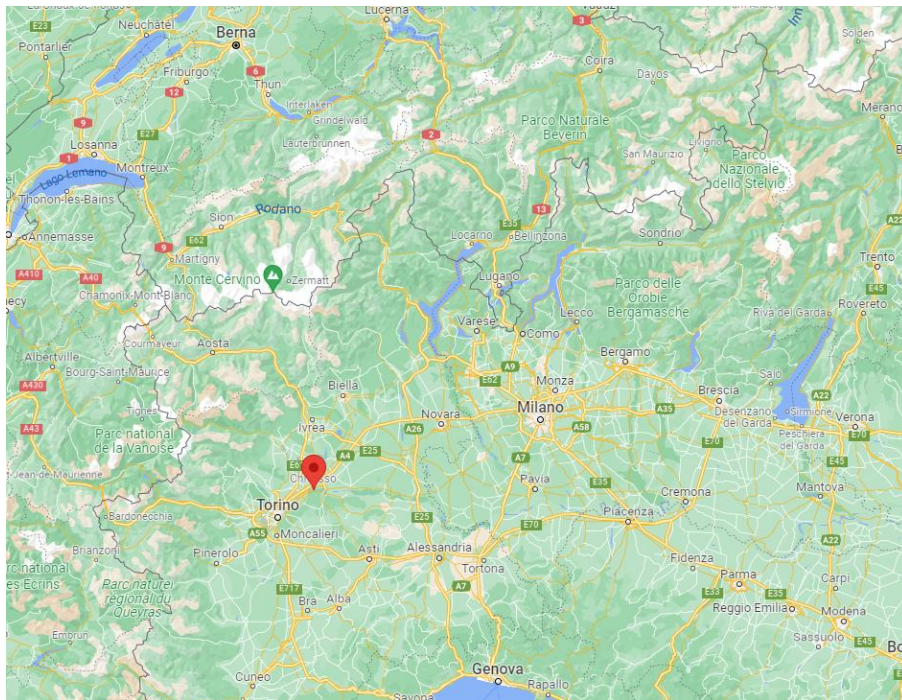 Neuchâtel
Berna
Lucerna
3
Inn
Solden
E23
Pontarlier
Friburgo
6
Thun
Coira
Davos
12
Interlaken
Grindelwald
Lauterbrunnen
2
Parco Naturale
Beverin
Merano
9
E27
Losanna
1
Montreux
Lago Lemano
Thonon-les-Bains
San Maurizio
Livigno
Parco
Nazionale
dello Stelvio
Rodano
Sion
E62
9
Martigny
Annemasse
A410
A40
Monte Cervino
Zermatt
Chamonix-Mont-Blanc
13
E35
Locarno
Bellinzona
Lugano
Sondrio
A22
Trento
E45
Rovereto
Parco delle
Orobie
Bergamasche
Riva del Garda
Varese
Como
Lecco
Courmayeur
Aosta
Albertville
Bourg-Saint-Maurice
A430
A43
Tignes
Biella
Bergamo
A9
E62
Monza
Milano
Brescia
Salò
A22
A35
Desenzano
del Garda
Sirmione
Peschiera
del Garda
Verona
E70
Parc national
de la Vanoise
Ivrea
Novara
A26
A58
E70
E45
A4
E25
A7
Pavia
E35
Cremona
Mantova
Torino
Bardonecchia
Moncalieri
A55
Pinerolo
E25
Piacenza
E70
A22
Asti
Alessandria
Tortona
Fidenza
Briançon
Parc naturel
régional du
Queyras
E717
Bra
Alba
A7
Parma
E33
E35
Carpi
Reggio Emilia
Modena
Sassuolo
E45
Embrun
Cuneo
Genova
Savona
Rapallo